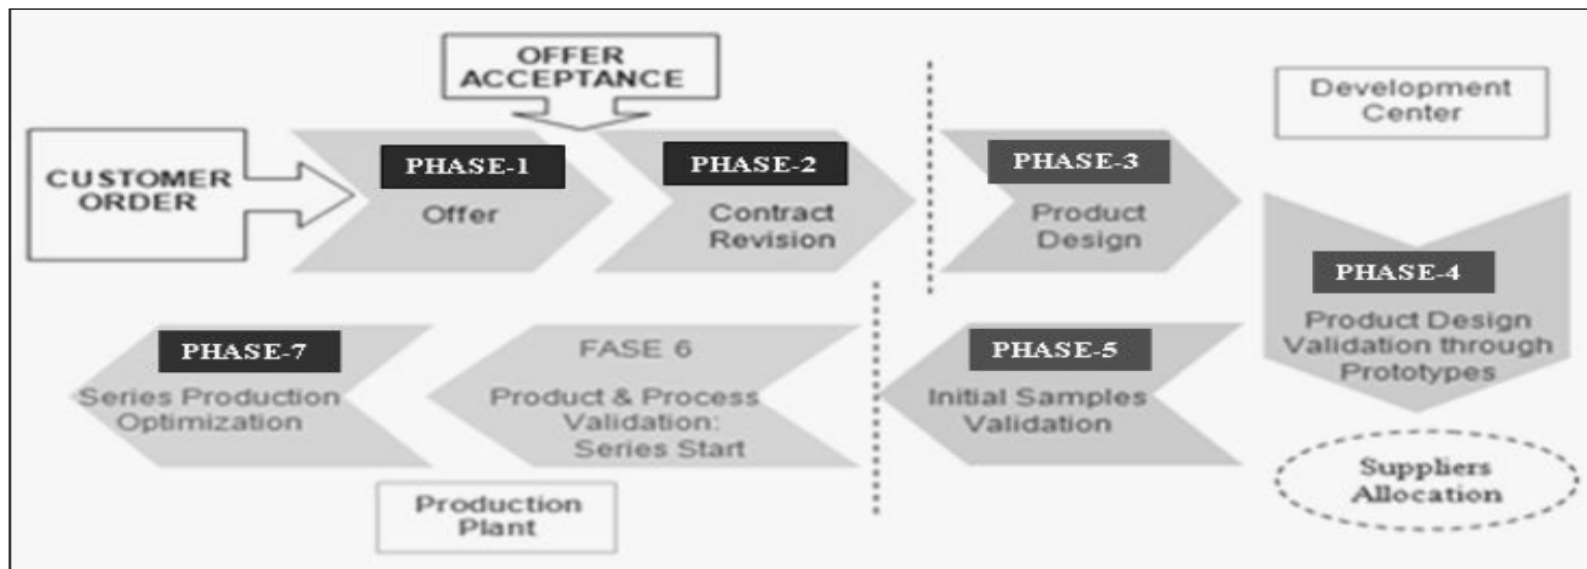 OFFER
ACCEPTANCE
CUSTOMER
ORDER
PHASE-1
Offer
PHASE-2
Contract
Revision
PHASE-3
Product
Design
Development
Center
PHASE-4
Product Design
Validation through
Prototypes
Suppliers
Allocation
PHASE-5
Initial Samples
Validation
FASE 6
Product & Process
Validation:
Series Start
PHASE-7
Series Production
Optimization
Production
Plant